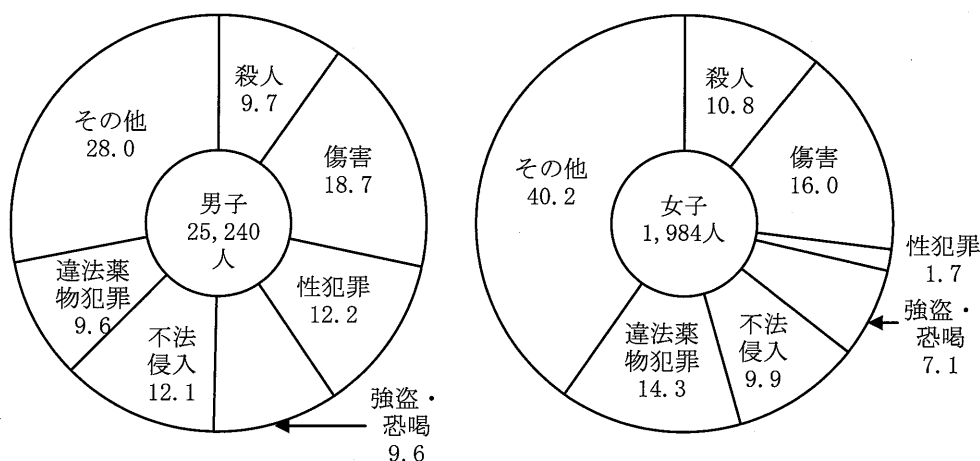 殺人
9.7
傷害
18.7
性犯罪
12.2
強盗・
恐喝
9.6
不法
侵入
12.1
違法薬
物犯罪
9.6
その他
28.0
男子
25,240
人
殺人
10.8
傷害
16.0
性犯罪
1.7
強盗・
恐喝
7.1
不法
侵入
9.9
違法薬
物犯罪
14.3
その他
40.2
女子
1,984人